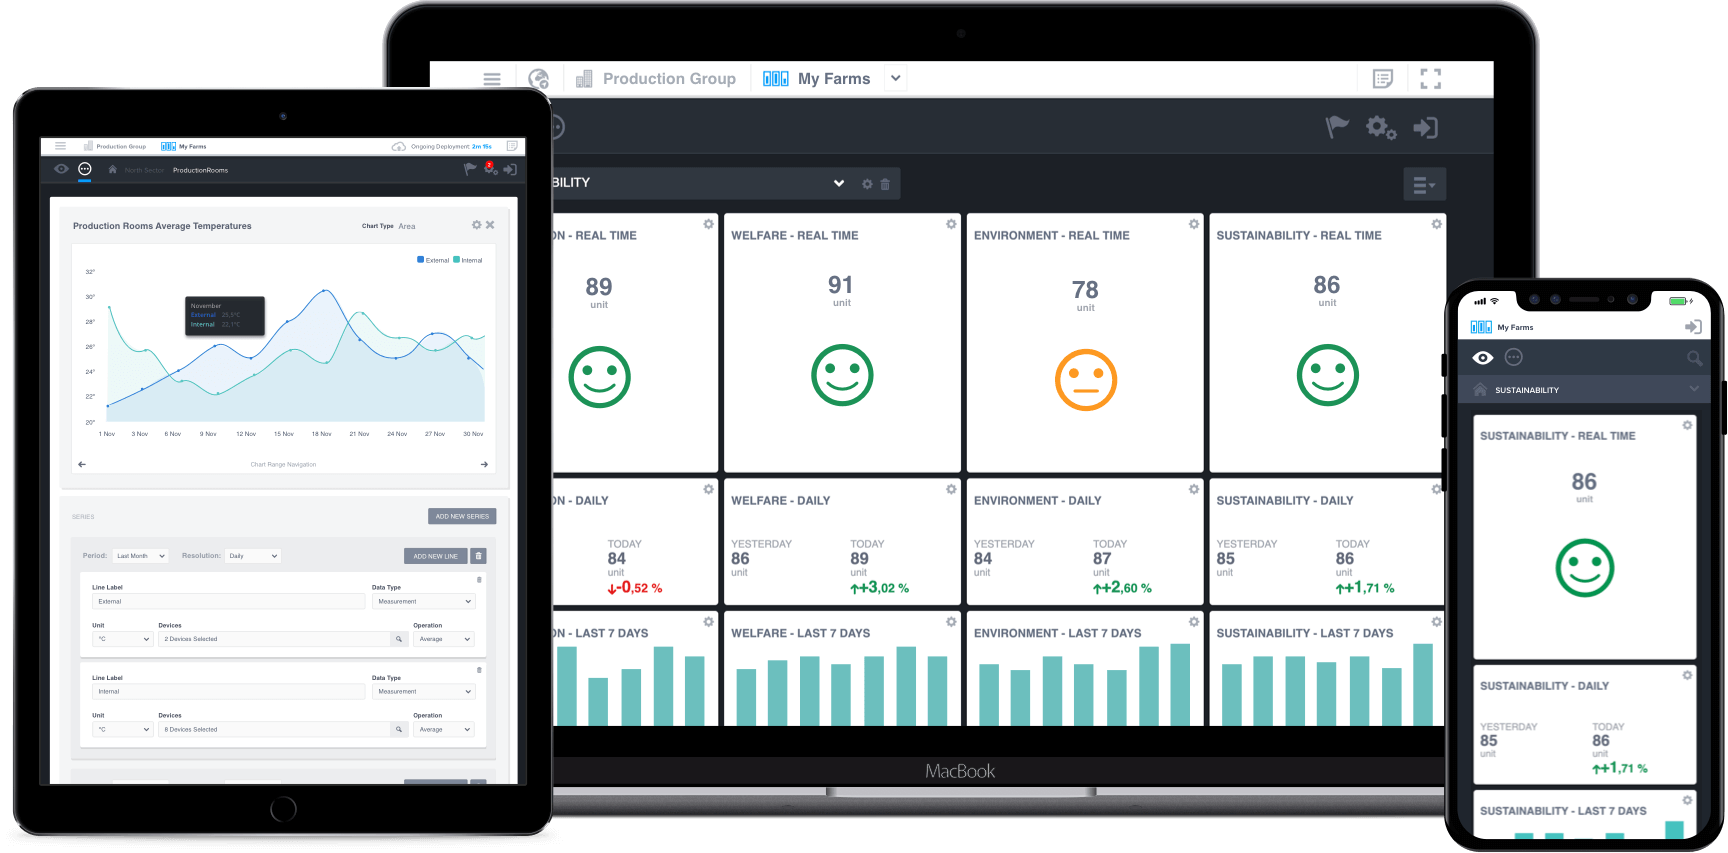 Production Group
My Farms
BILITY
ON - REAL TIME
89
unit
WELFARE - REAL TIME
91
unit
ENVIRONMENT - REAL TIME
78
unit
SUSTAINABILITY - REAL TIME
86
unit
ON - DAILY
TODAY
84
unit
-0,52 %
WELFARE - DAILY
YESTERDAY TODAY
86 89
unit unit
+3,02 %
ENVIRONMENT - DAILY
YESTERDAY TODAY
84 87
unit unit
+2,60 %
SUSTAINABILITY - DAILY
YESTERDAY TODAY
85 86
unit unit
+1,71 %
ON - LAST 7 DAYS
WELFARE - LAST 7 DAYS
ENVIRONMENT - LAST 7 DAYS
SUSTAINABILITY - LAST 7 DAYS
MacBook
Production Group My Farms Ongoing Deployment: 2m 15s
North Sector ProductionRooms 2
Production Rooms Average Temperatures Chart Type Area
External Internal
32°
30°
28°
26°
24°
22°
20°
November
External 25,5°C
Internal 22,1°C
1 Nov 3 Nov 6 Nov 9 Nov 12 Nov 15 Nov 18 Nov 21 Nov 24 Nov 27 Nov 30 Nov
Chart Range Navigation
SERIES ADD NEW SERIES
Period: Last Month Resolution: Daily ADD NEW LINE
Line Label Data Type
External Measurement
Unit Devices Operation
°C 2 Devices Selected Average
Line Label Data Type
Internal Measurement
Unit Devices Operation
°C 8 Devices Selected Average
My Farms
SUSTAINABILITY
SUSTAINABILITY - REAL TIME
86
unit
SUSTAINABILITY - DAILY
YESTERDAY TODAY
85 86
unit unit
+1,71 %
SUSTAINABILITY - LAST 7 DAYS